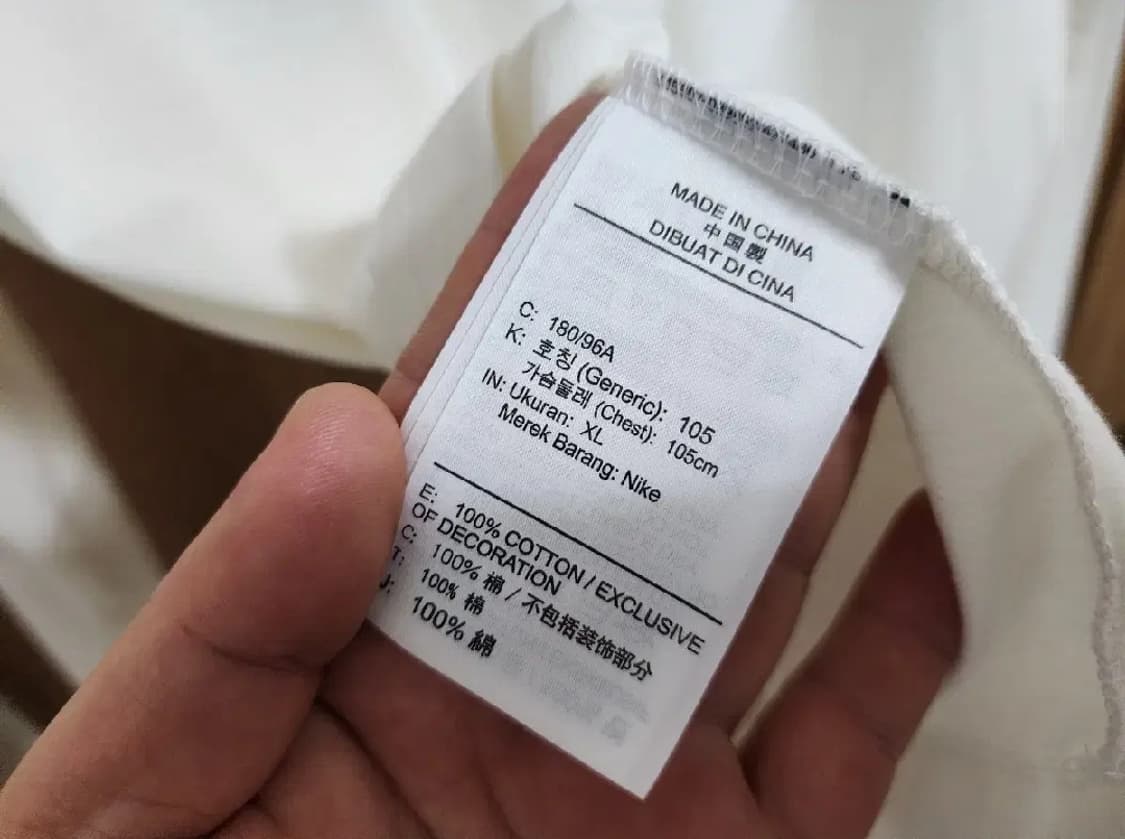 MADE IN CHINA
中国製
DIBUAT DI CINA
C: 180/96A
K: 호칭 (Generic): 105
가슴둘레 (Chest): 105cm
IN: Ukuran: XL
Merek Barang: Nike
E: 100% COTTON / EXCLUSIVE
OF DECORATION
C: 100% 棉 / 不包括装饰部分
T: 100% 棉
J: 100% 綿